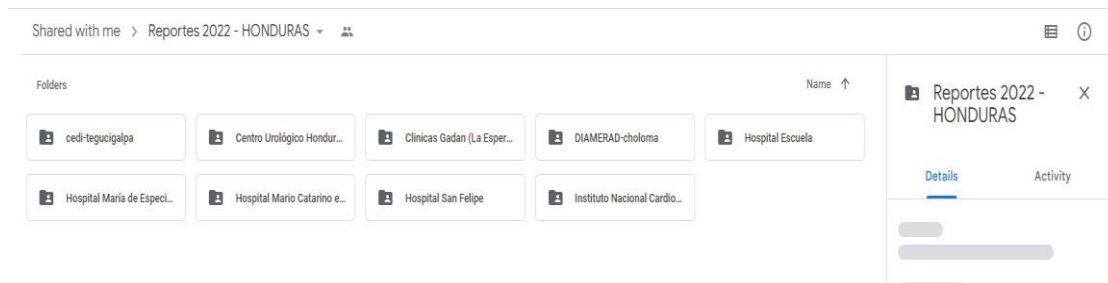 Shared with me > Reportes 2022 - HONDURAS
Folders
Name ↑
cedi-tegucigalpa
Centro Urológico Hondur...
Clinicas Gadan (La Esper...
DIAMERAD-choloma
Hospital Escuela
Hospital María de Especi...
Hospital Mario Catarino e...
Hospital San Felipe
Instituto Nacional Cardio...
Reportes 2022 -
HONDURAS
Details
Activity